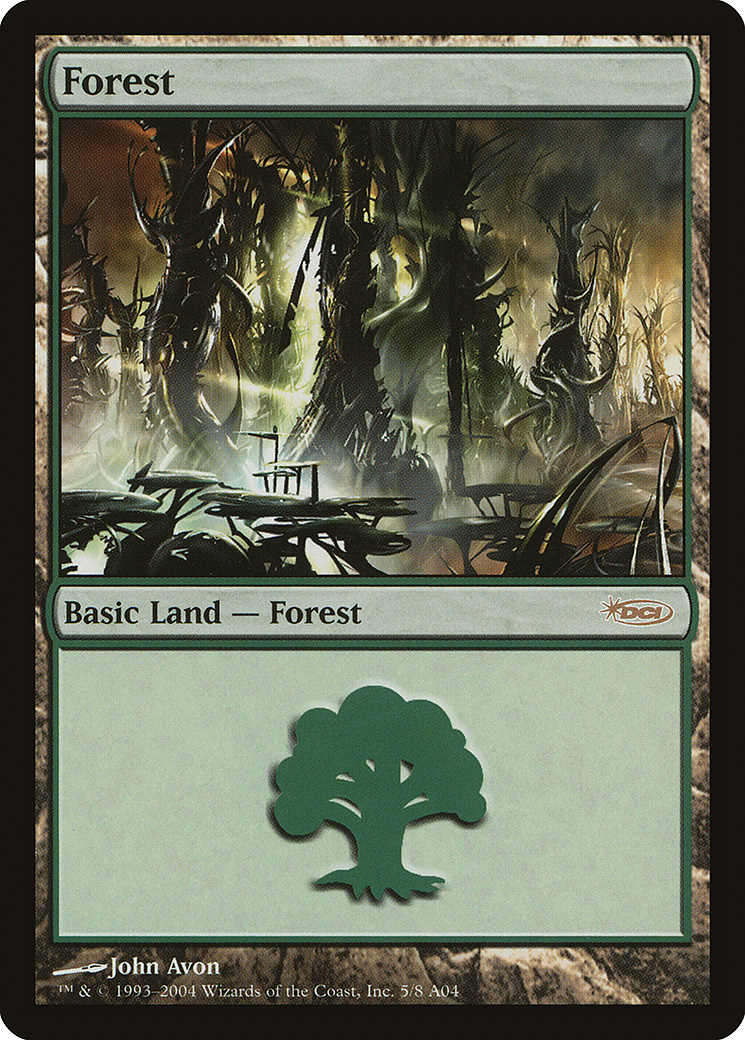 Forest
Basic Land — Forest
DCI
John Avon
™ & © 1993–2004 Wizards of the Coast, Inc. 5/8 A04